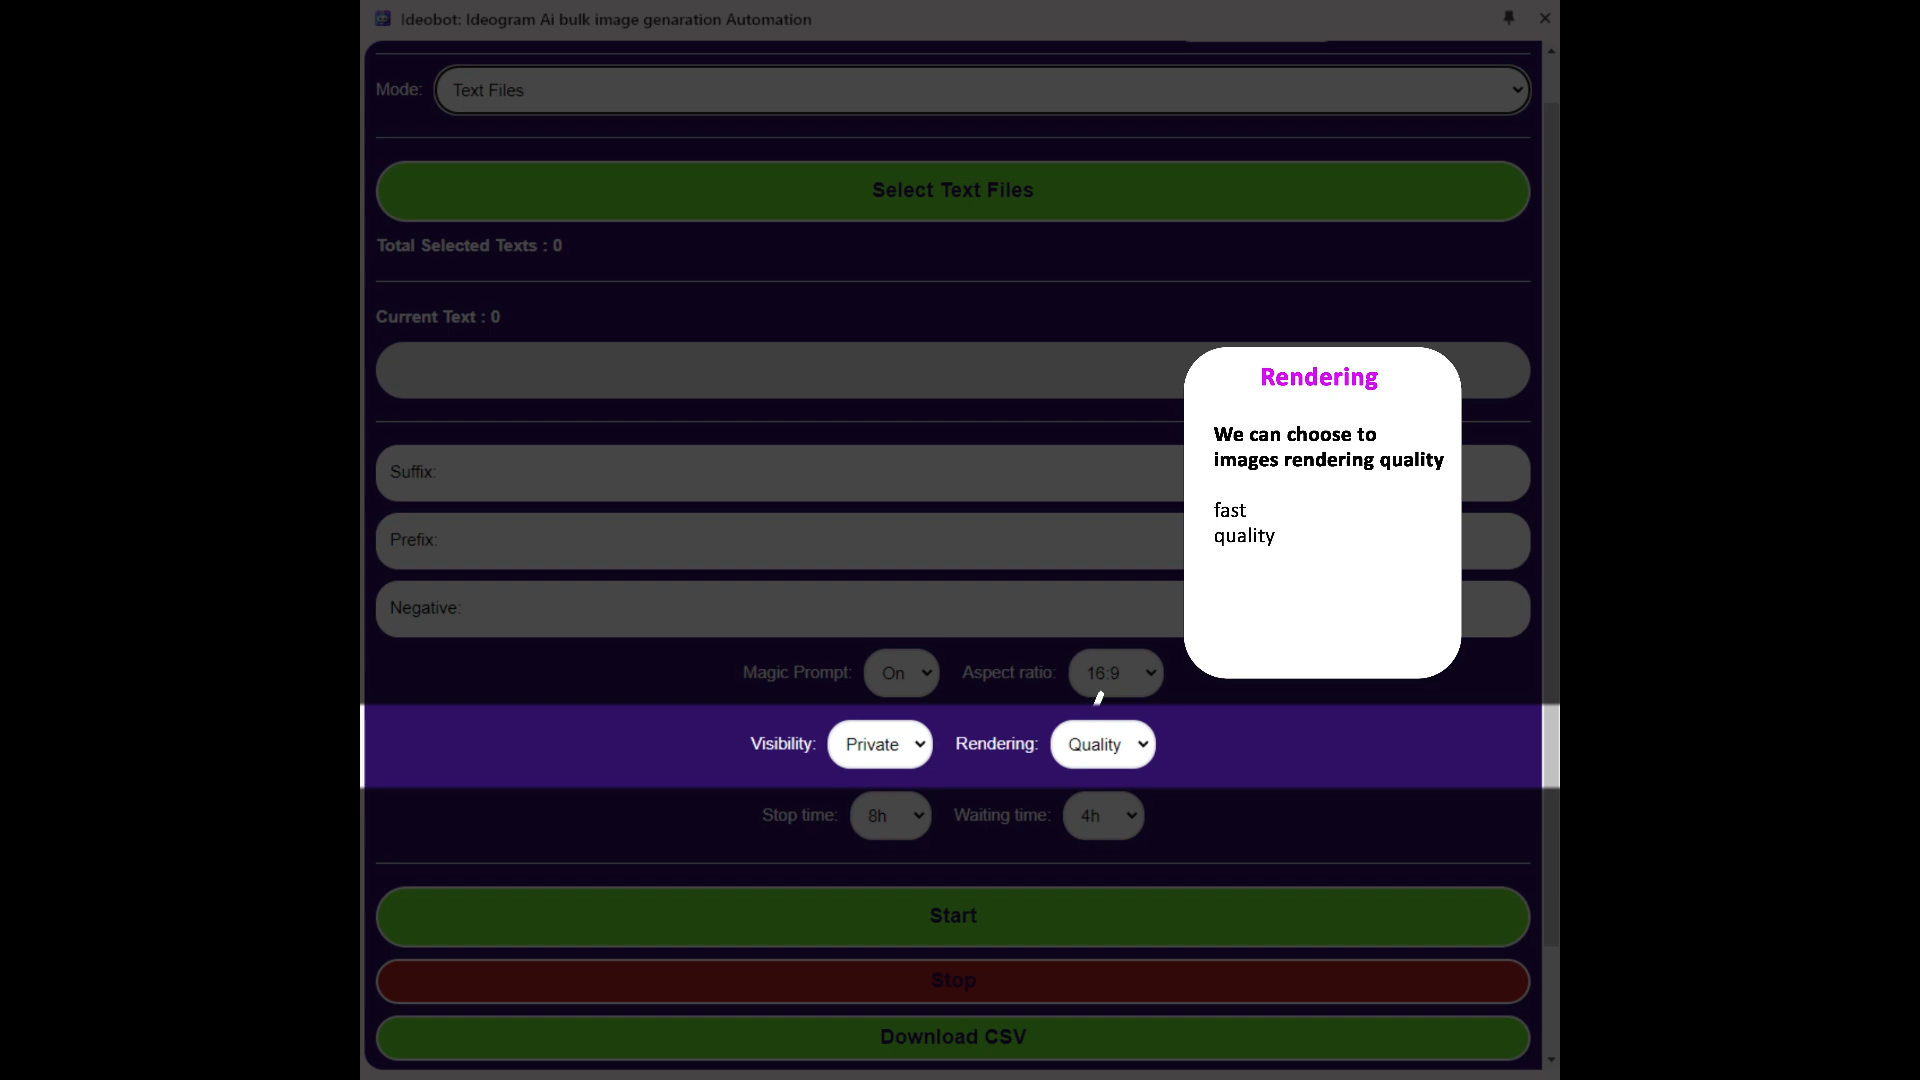 Ideobot: Ideogram Ai bulk image genaration Automation
Mode: Text Files
Select Text Files
Total Selected Texts : 0
Current Text : 0
Rendering
We can choose to
images rendering quality
fast
quality
Suffix:
Prefix:
Negative:
Magic Prompt: On Aspect ratio: 16:9
Visibility: Private Rendering: Quality
Stop time: 8h Waiting time: 4h
Start
Stop
Download CSV